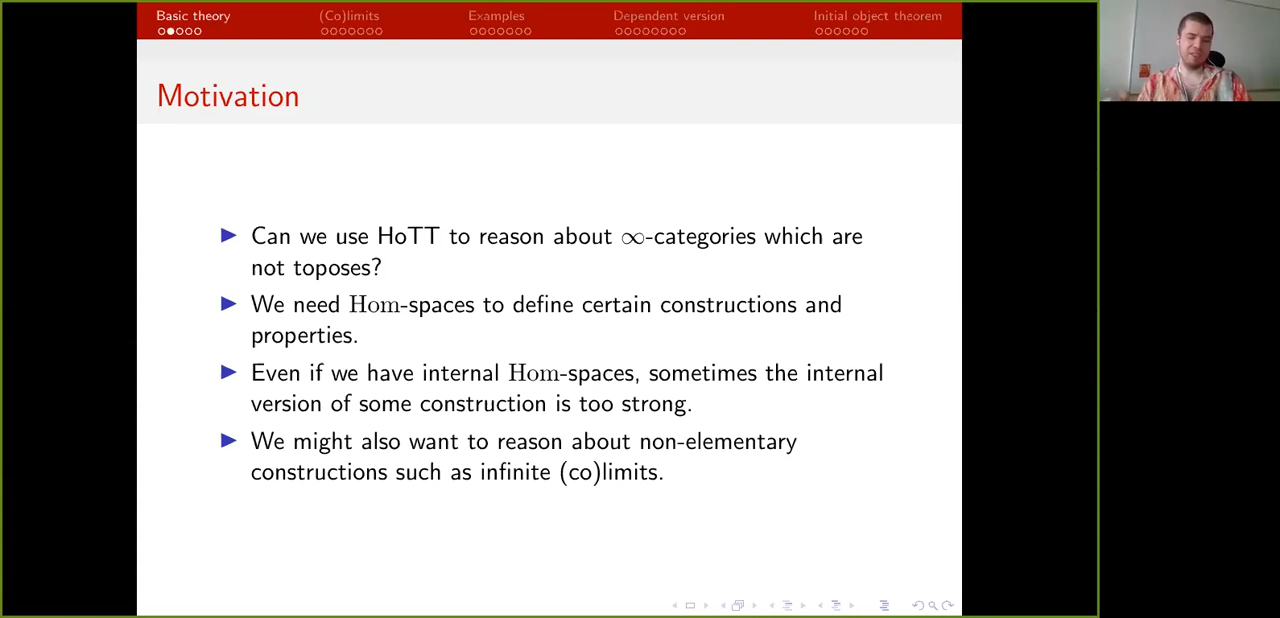 Basic theory (Co)limits Examples Dependent version Initial object theorem
Motivation
Can we use HoTT to reason about ∞-categories which are
not toposes?
We need Hom-spaces to define certain constructions and
properties.
Even if we have internal Hom-spaces, sometimes the internal
version of some construction is too strong.
We might also want to reason about non-elementary
constructions such as infinite (co)limits.